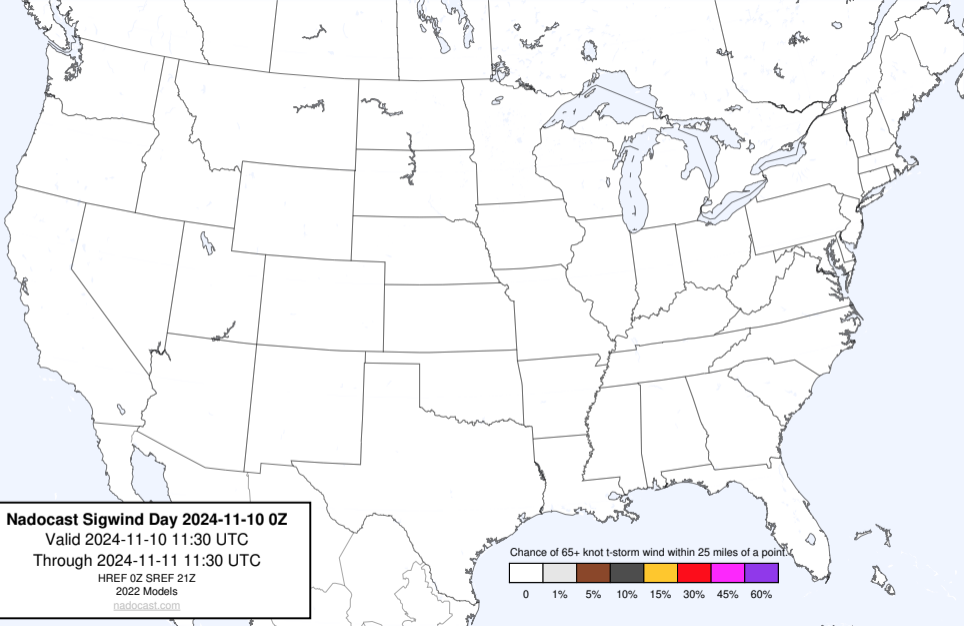 Nadocast Sigwind Day 2024-11-10 0Z
Valid 2024-11-10 11:30 UTC
Through 2024-11-11 11:30 UTC
HREF 0Z SREF 21Z
2022 Models
nadocast.com
Chance of 65+ knot t-storm wind within 25 miles of a point.
0 1% 5% 10% 15% 30% 45% 60%